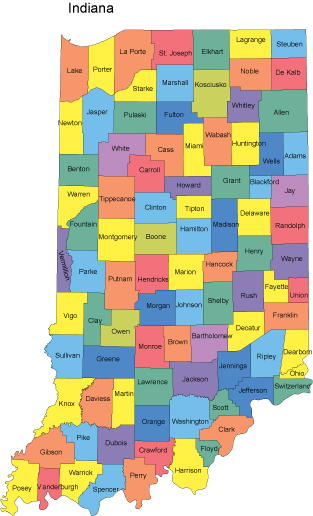 Indiana
Lagrange
Steuben
La Porte
St. Joseph
Elkhart
Lake
Porter
Noble
De Kalb
Marshall
Starke
Kosciusko
Whitley
Allen
Jasper
Newton
Pulaski
Fulton
Wabash
Huntington
Miami
White
Cass
Wells
Adams
Benton
Carroll
Grant
Blackford
Howard
Jay
Warren
Tippecanoe
Clinton
Tipton
Delaware
Randolph
Fountain
Hamilton
Madison
Montgomery
Boone
Henry
Wayne
Vermillion
Parke
Putnam
Hendricks
Marion
Hancock
Fayette
Union
Rush
Shelby
Morgan
Johnson
Vigo
Clay
Franklin
Owen
Decatur
Monroe
Brown
Bartholomew
Sullivan
Greene
Ripley
Dearborn
Jennings
Ohio
Lawrence
Jackson
Switzerland
Jefferson
Knox
Daviess
Martin
Scott
Orange
Washington
Clark
Pike
Dubois
Floyd
Gibson
Crawford
Harrison
Warrick
Perry
Posey
Vanderburgh
Spencer